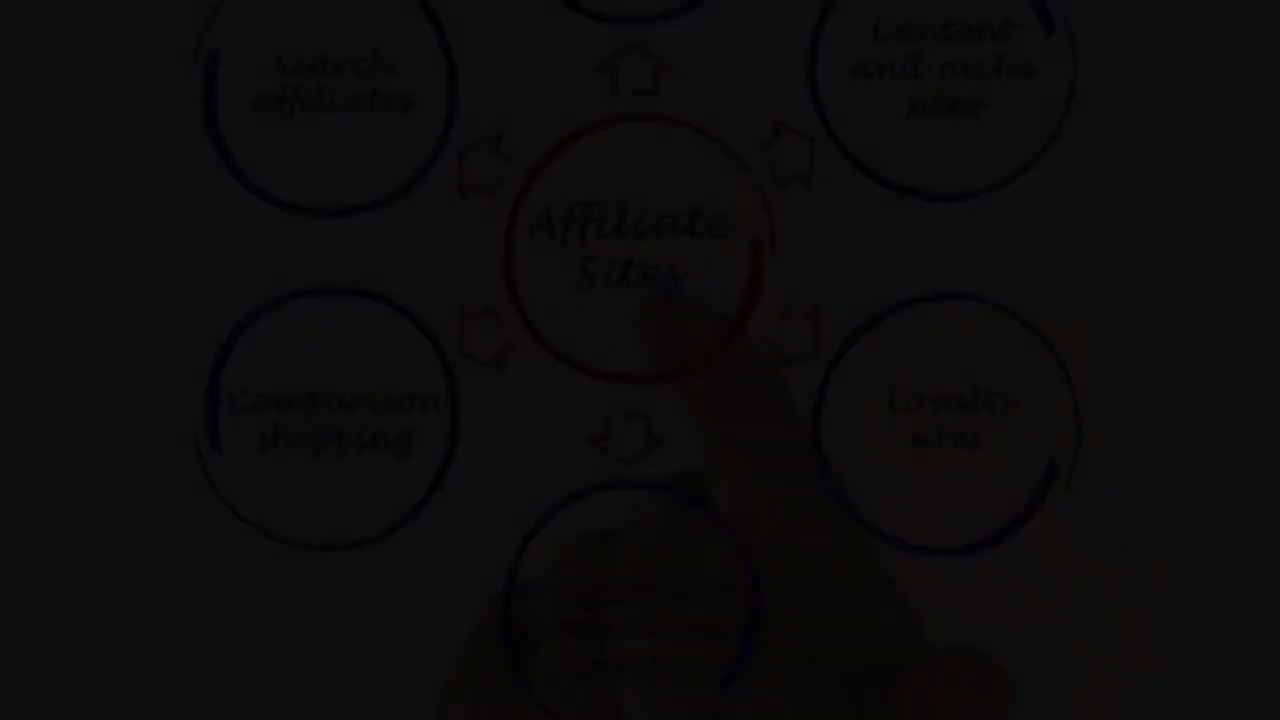 Search
affiliates
Content
and niche
sites
Affiliate
Sites
Comparison
shopping
Loyalty
sites